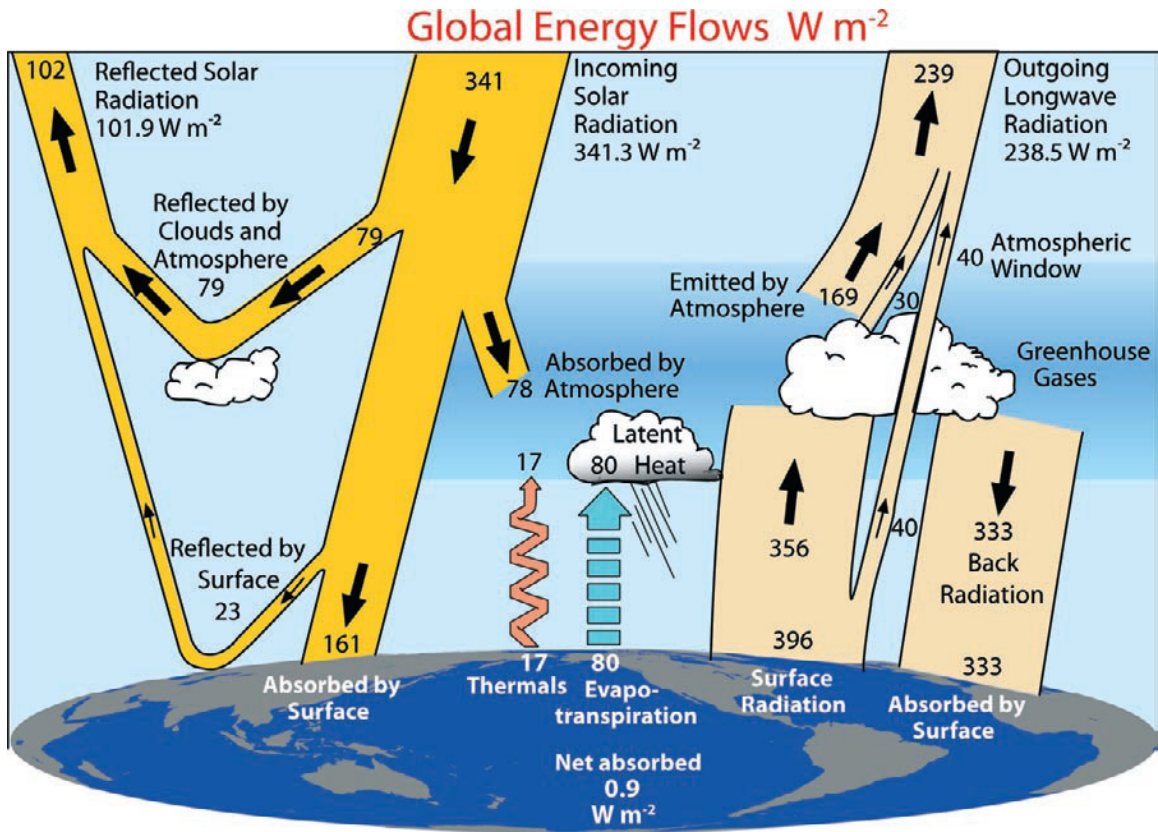 Global Energy Flows W m⁻²
102
Reflected Solar
Radiation
101.9 W m⁻²
341
Incoming
Solar
Radiation
341.3 W m⁻²
239
Outgoing
Longwave
Radiation
238.5 W m⁻²
Reflected by
Clouds and
Atmosphere
79
79
Emitted by
Atmosphere
169
30
40
Atmospheric
Window
Greenhouse
Gases
78
Absorbed by
Atmosphere
17
Latent
80 Heat
356
40
333
Back
Radiation
Reflected by
Surface
23
161
Absorbed by
Surface
17
Thermals
80
Evapo-
transpiration
396
Surface
Radiation
333
Absorbed by
Surface
Net absorbed
0.9
W m⁻²